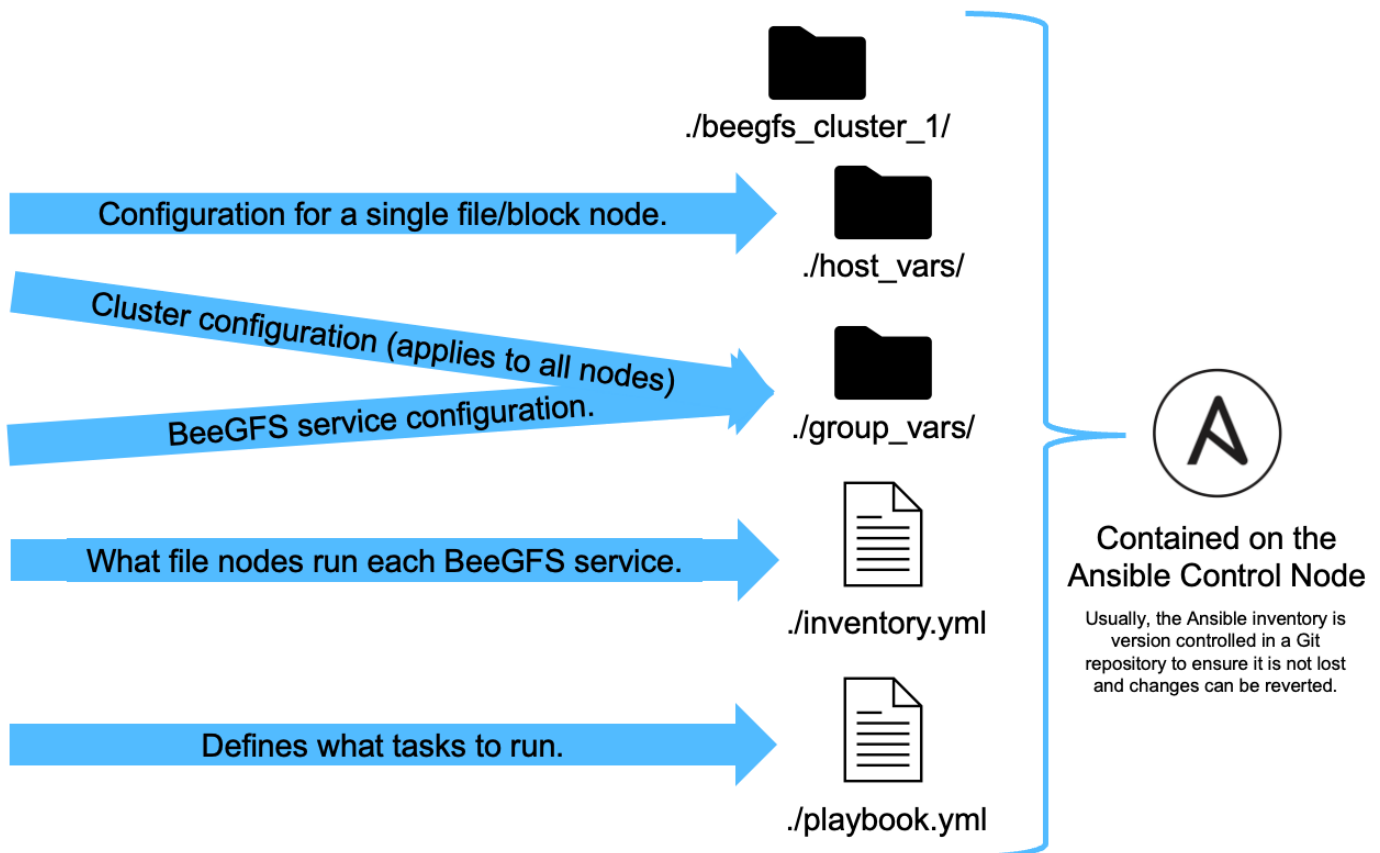 ./beegfs_cluster_1/
Configuration for a single file/block node.
./host_vars/
Cluster configuration (applies to all nodes)
BeeGFS service configuration.
./group_vars/
What file nodes run each BeeGFS service.
./inventory.yml
Defines what tasks to run.
./playbook.yml
Contained on the
Ansible Control Node
Usually, the Ansible inventory is
version controlled in a Git
repository to ensure it is not lost
and changes can be reverted.